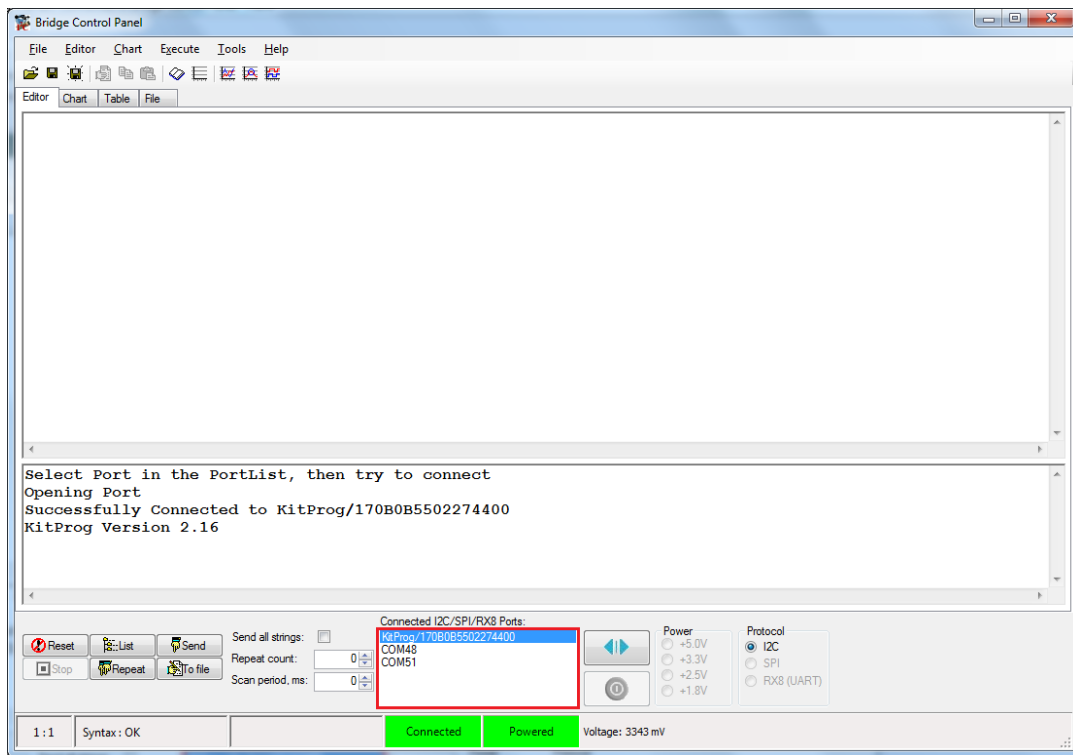 Bridge Control Panel
File Editor Chart Execute Tools Help
Editor Chart Table File
Select Port in the PortList, then try to connect
Opening Port
Successfully Connected to KitProg/170B0B5502274400
KitProg Version 2.16
Connected I2C/SPI/RX8 Ports:
Reset List Send Send all strings: KitProg/170B0B5502274400 Power Protocol
COM48 +5.0V I2C
Stop Repeat To file Repeat count: 0 COM51 +3.3V SPI
Scan period, ms: 0 +2.5V RX8 (UART)
+1.8V
1:1 Syntax : OK Connected Powered Voltage: 3343 mV